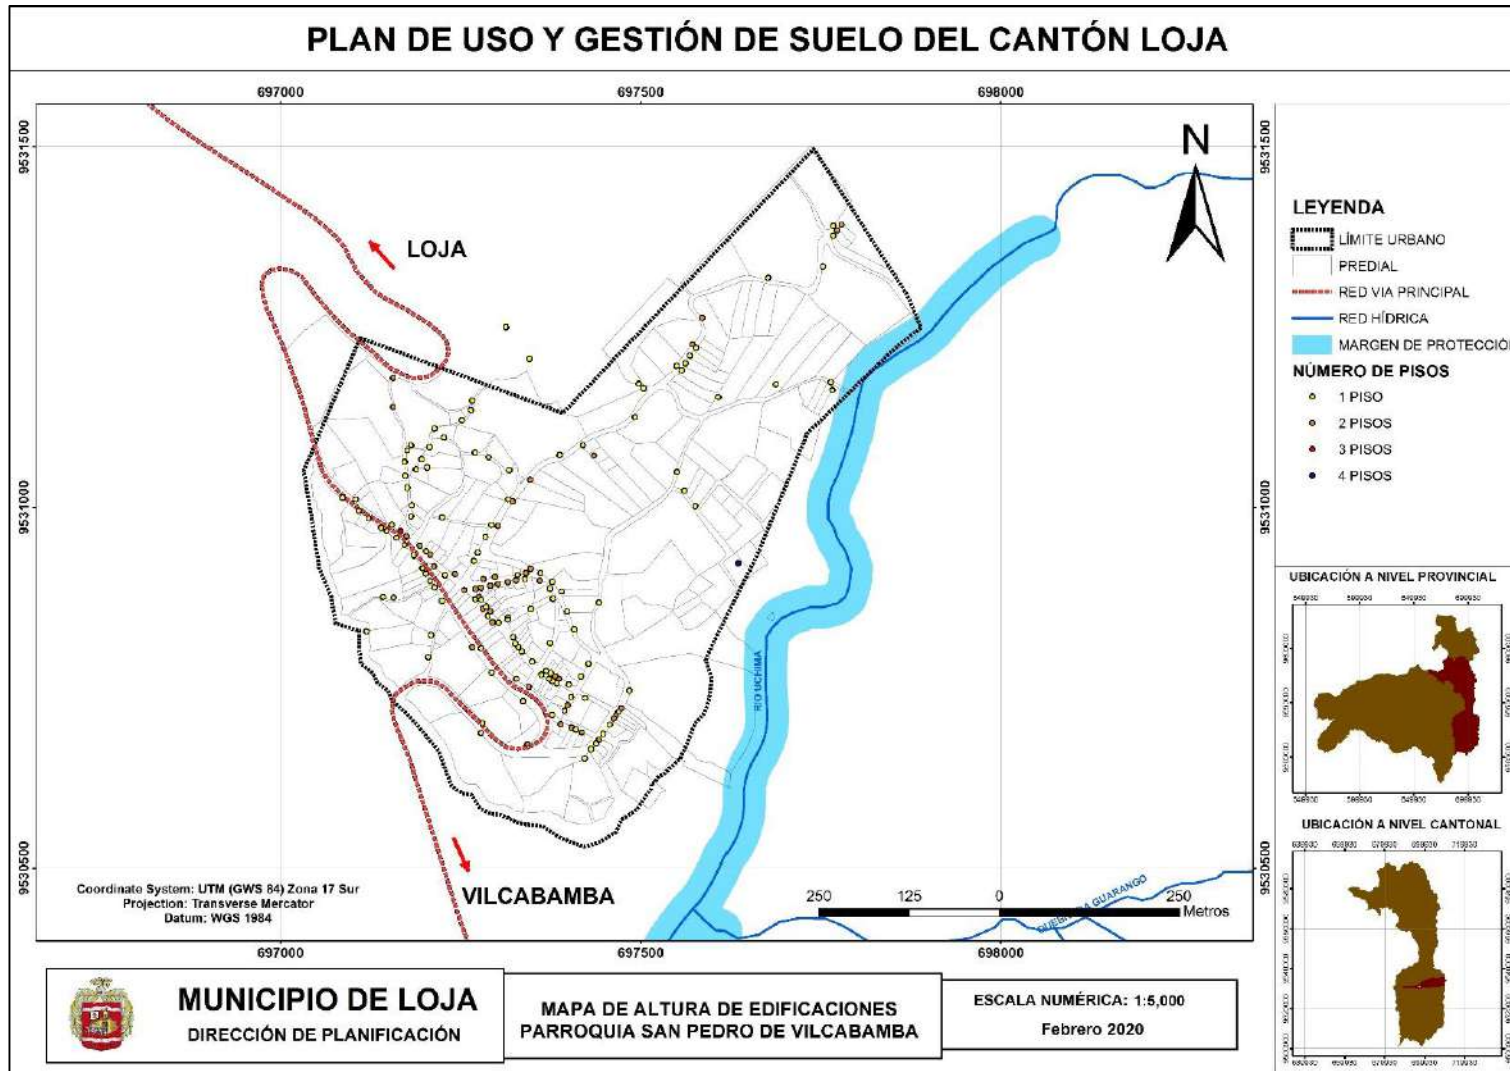 PLAN DE USO Y GESTIÓN DE SUELO DEL CANTÓN LOJA
697000
697500
698000
9531500
9531500
N
LOJA
9531000
9531000
RIO UCHIMA
9530500
9530500
Coordinate System: UTM (GWS 84) Zona 17 Sur
Projection: Transverse Mercator
Datum: WGS 1984
VILCABAMBA
250
125
0
250
Metros
QUEBRADA GUARANGO
697000
697500
698000
LEYENDA
LÍMITE URBANO
PREDIAL
RED VIA PRINCIPAL
RED HÍDRICA
MARGEN DE PROTECCIÓN
NÚMERO DE PISOS
1 PISO
2 PISOS
3 PISOS
4 PISOS
UBICACIÓN A NIVEL PROVINCIAL
UBICACIÓN A NIVEL CANTONAL
MUNICIPIO DE LOJA
DIRECCIÓN DE PLANIFICACIÓN
MAPA DE ALTURA DE EDIFICACIONES
PARROQUIA SAN PEDRO DE VILCABAMBA
ESCALA NUMÉRICA: 1:5,000
Febrero 2020